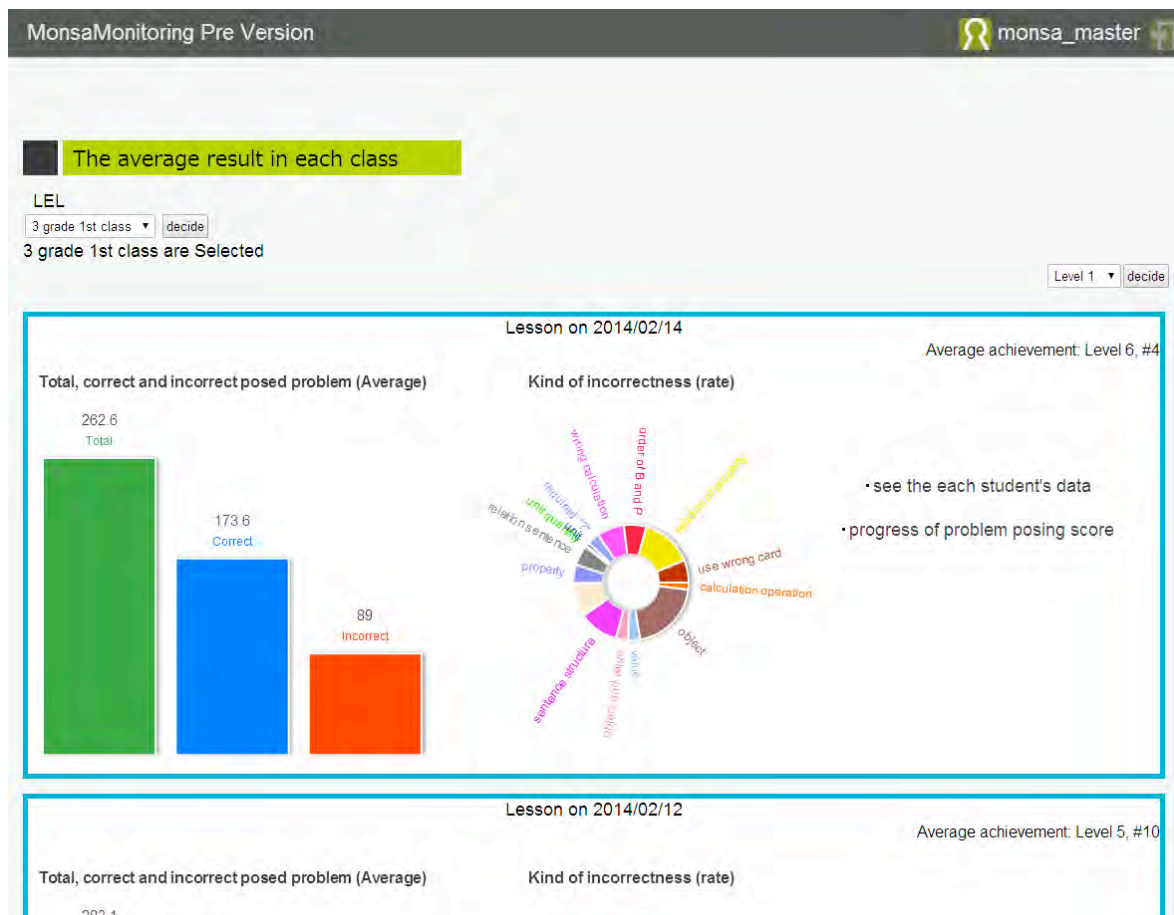 MonsaMonitoring Pre Version
monsa_master
The average result in each class
LEL
3 grade 1st class
decide
3 grade 1st class are Selected
Level 1
decide
Lesson on 2014/02/14
Average achievement: Level 6, #4
Total, correct and incorrect posed problem (Average)
Kind of incorrectness (rate)
262.6
Total
173.6
Correct
89
Incorrect
wrong calculation
order of B and P
use wrong card
calculation operation
object
value
object and value
sentence structure
property
relation sentence
unit quantity
unit
required
see the each student's data
progress of problem posing score
Lesson on 2014/02/12
Average achievement: Level 5, #10
Total, correct and incorrect posed problem (Average)
Kind of incorrectness (rate)